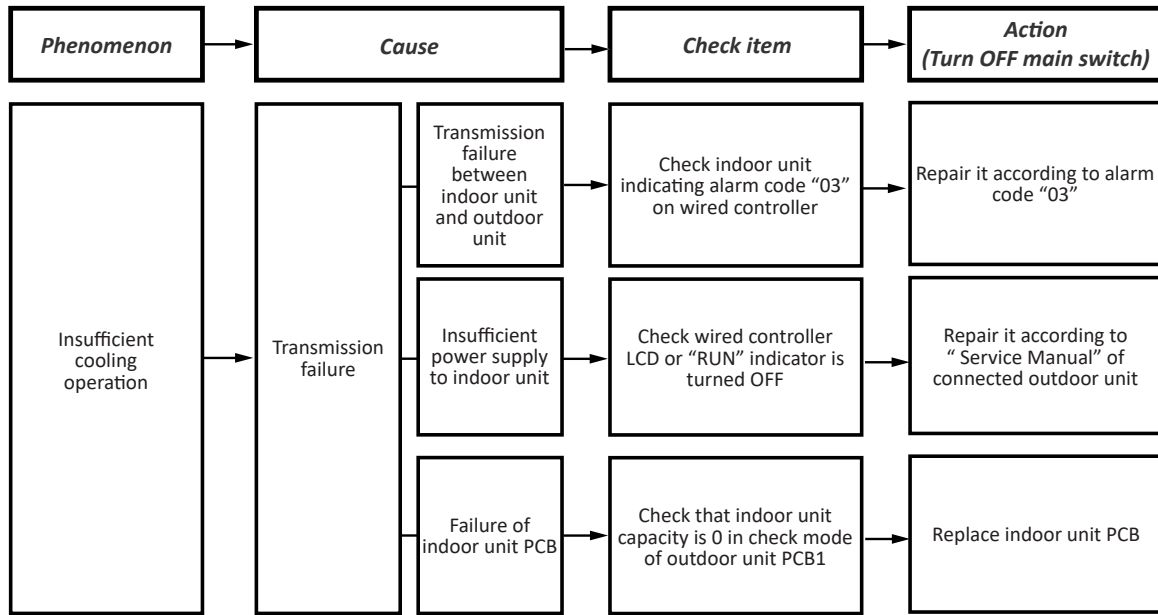 Phenomenon
Cause
Check item
Action
(Turn OFF main switch)
Insufficient
cooling
operation
Transmission
failure
Transmission
failure
between
indoor unit
and outdoor
unit
Check indoor unit
indicating alarm code “03”
on wired controller
Repair it according to alarm
code “03”
Insufficient
power supply
to indoor unit
Check wired controller
LCD or “RUN” indicator is
turned OFF
Repair it according to
“ Service Manual” of
connected outdoor unit
Failure of
indoor unit PCB
Check that indoor unit
capacity is 0 in check mode
of outdoor unit PCB1
Replace indoor unit PCB